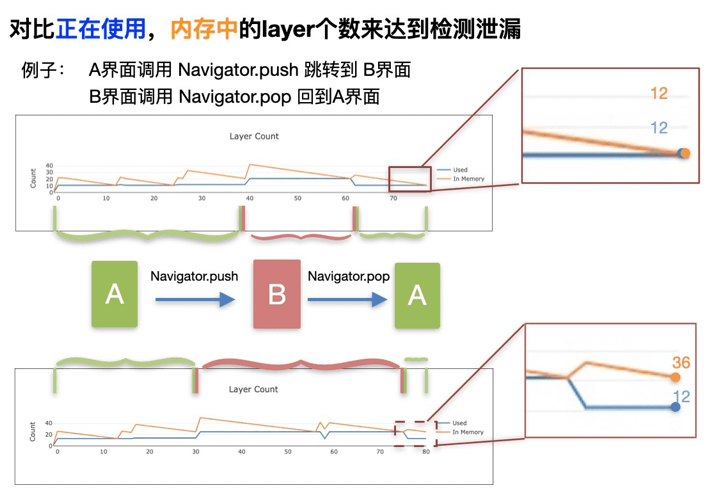 对比正在使用，内存中的layer个数来达到检测泄漏
例子： A界面调用 Navigator.push 跳转到 B界面
B界面调用 Navigator.pop 回到A界面
12
12
Layer Count
Count
40
30
20
10
0
0 10 20 30 40 50 60 70
Used
In Memory
A
Navigator.push
B
Navigator.pop
A
36
12
Layer Count
Count
40
20
0
0 10 20 30 40 50 60 70 80
Used
In Memory